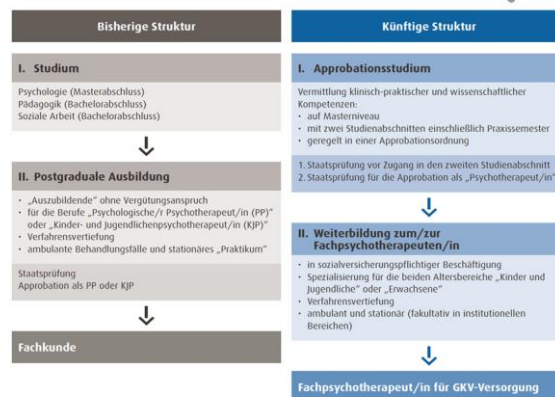 Bisherige Struktur
I. Studium
Psychologie (Masterabschluss)
Pädagogik (Bachelorabschluss)
Soziale Arbeit (Bachelorabschluss)
II. Postgraduale Ausbildung
• „Auszubildende“ ohne Vergütungsanspruch
• für die Berufe „Psychologische/r Psychotherapeut/in (PP)“
oder „Kinder- und Jugendlichenpsychotherapeut/in (KJP)“
• Verfahrensvertiefung
• ambulante Behandlungsfälle und stationäres „Praktikum“
Staatsprüfung
Approbation als PP oder KJP
Fachkunde
Künftige Struktur
I. Approbationsstudium
Vermittlung klinisch-praktischer und wissenschaftlicher
Kompetenzen:
• auf Masterniveau
• mit zwei Studienabschnitten einschließlich Praxissemester
• geregelt in einer Approbationsordnung
1. Staatsprüfung vor Zugang in den zweiten Studienabschnitt
2. Staatsprüfung für die Approbation als „Psychotherapeut/in“
II. Weiterbildung zum/zur
Fachpsychotherapeuten/in
• in sozialversicherungspflichtiger Beschäftigung
• Spezialisierung für die beiden Altersbereiche „Kinder und
Jugendliche“ oder „Erwachsene“
• Verfahrensvertiefung
• ambulant und stationär (fakultativ in institutionellen
Bereichen)
Fachpsychotherapeut/in für GKV-Versorgung